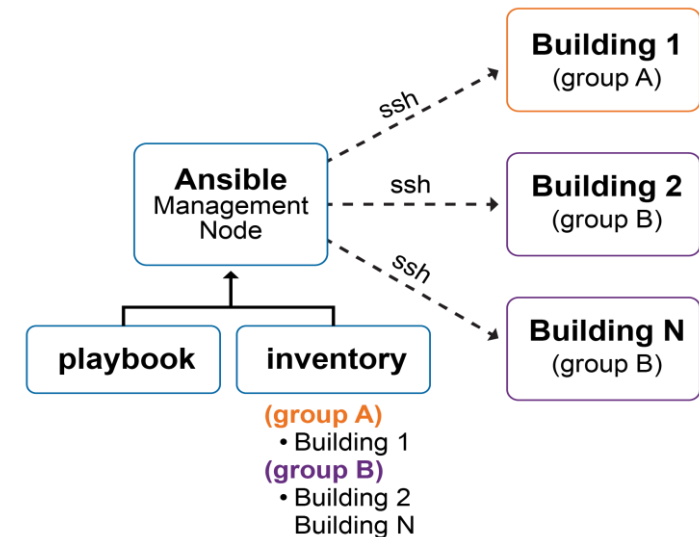 Building 1
(group A)
ssh
Ansible
Management
Node
ssh
Building 2
(group B)
ssh
Building N
(group B)
playbook
inventory
(group A)
• Building 1
(group B)
• Building 2
Building N